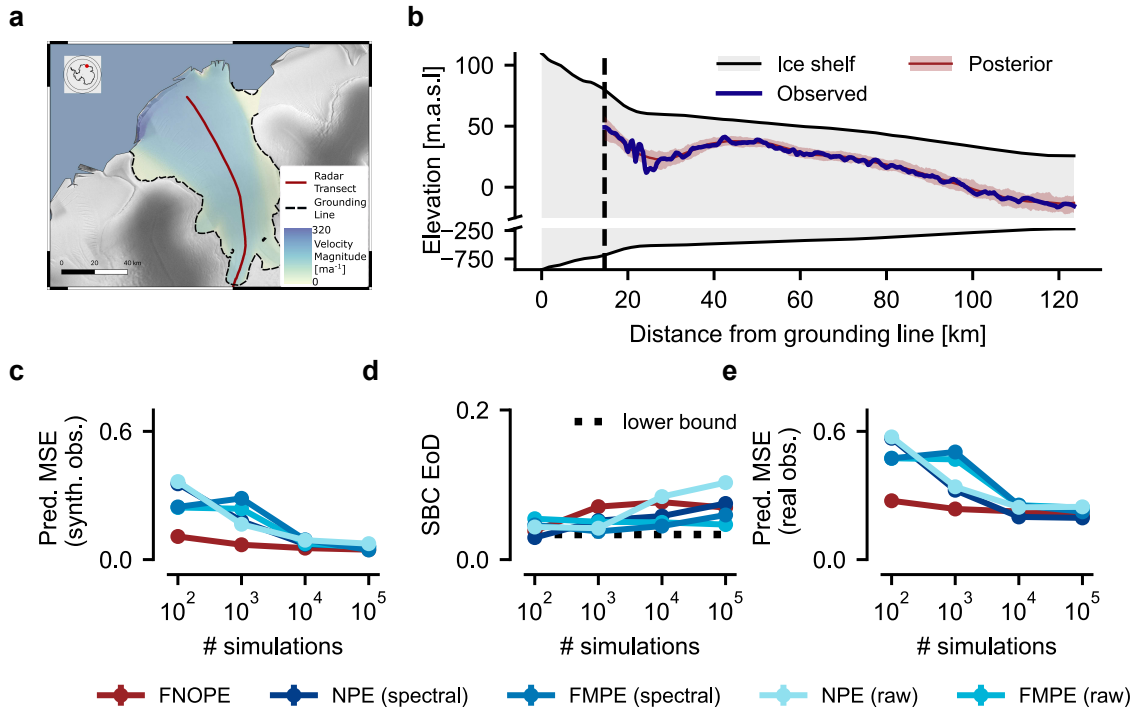 a
Radar
Transect
Grounding
Line
320
Velocity
Magnitude
[ma⁻¹]
0
0 20 40 km
b
Elevation [m.a.s.l]
100
50
0
−250
−750
Ice shelf
Observed
Posterior
0 20 40 60 80 100 120
Distance from grounding line [km]
c
Pred. MSE
(synth. obs.)
0.6
0.0
10² 10³ 10⁴ 10⁵
# simulations
d
SBC EoD
0.2
0.0
lower bound
10² 10³ 10⁴ 10⁵
# simulations
e
Pred. MSE
(real obs.)
0.6
0.0
10² 10³ 10⁴ 10⁵
# simulations
FNOPE NPE (spectral) FMPE (spectral) NPE (raw) FMPE (raw)